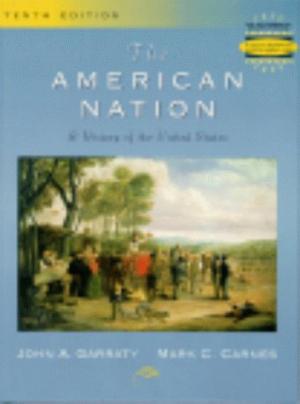 TENTH EDITION
The
AMERICAN
NATION
A History of the United States
JOHN A. GARRATY MARK C. CARNES